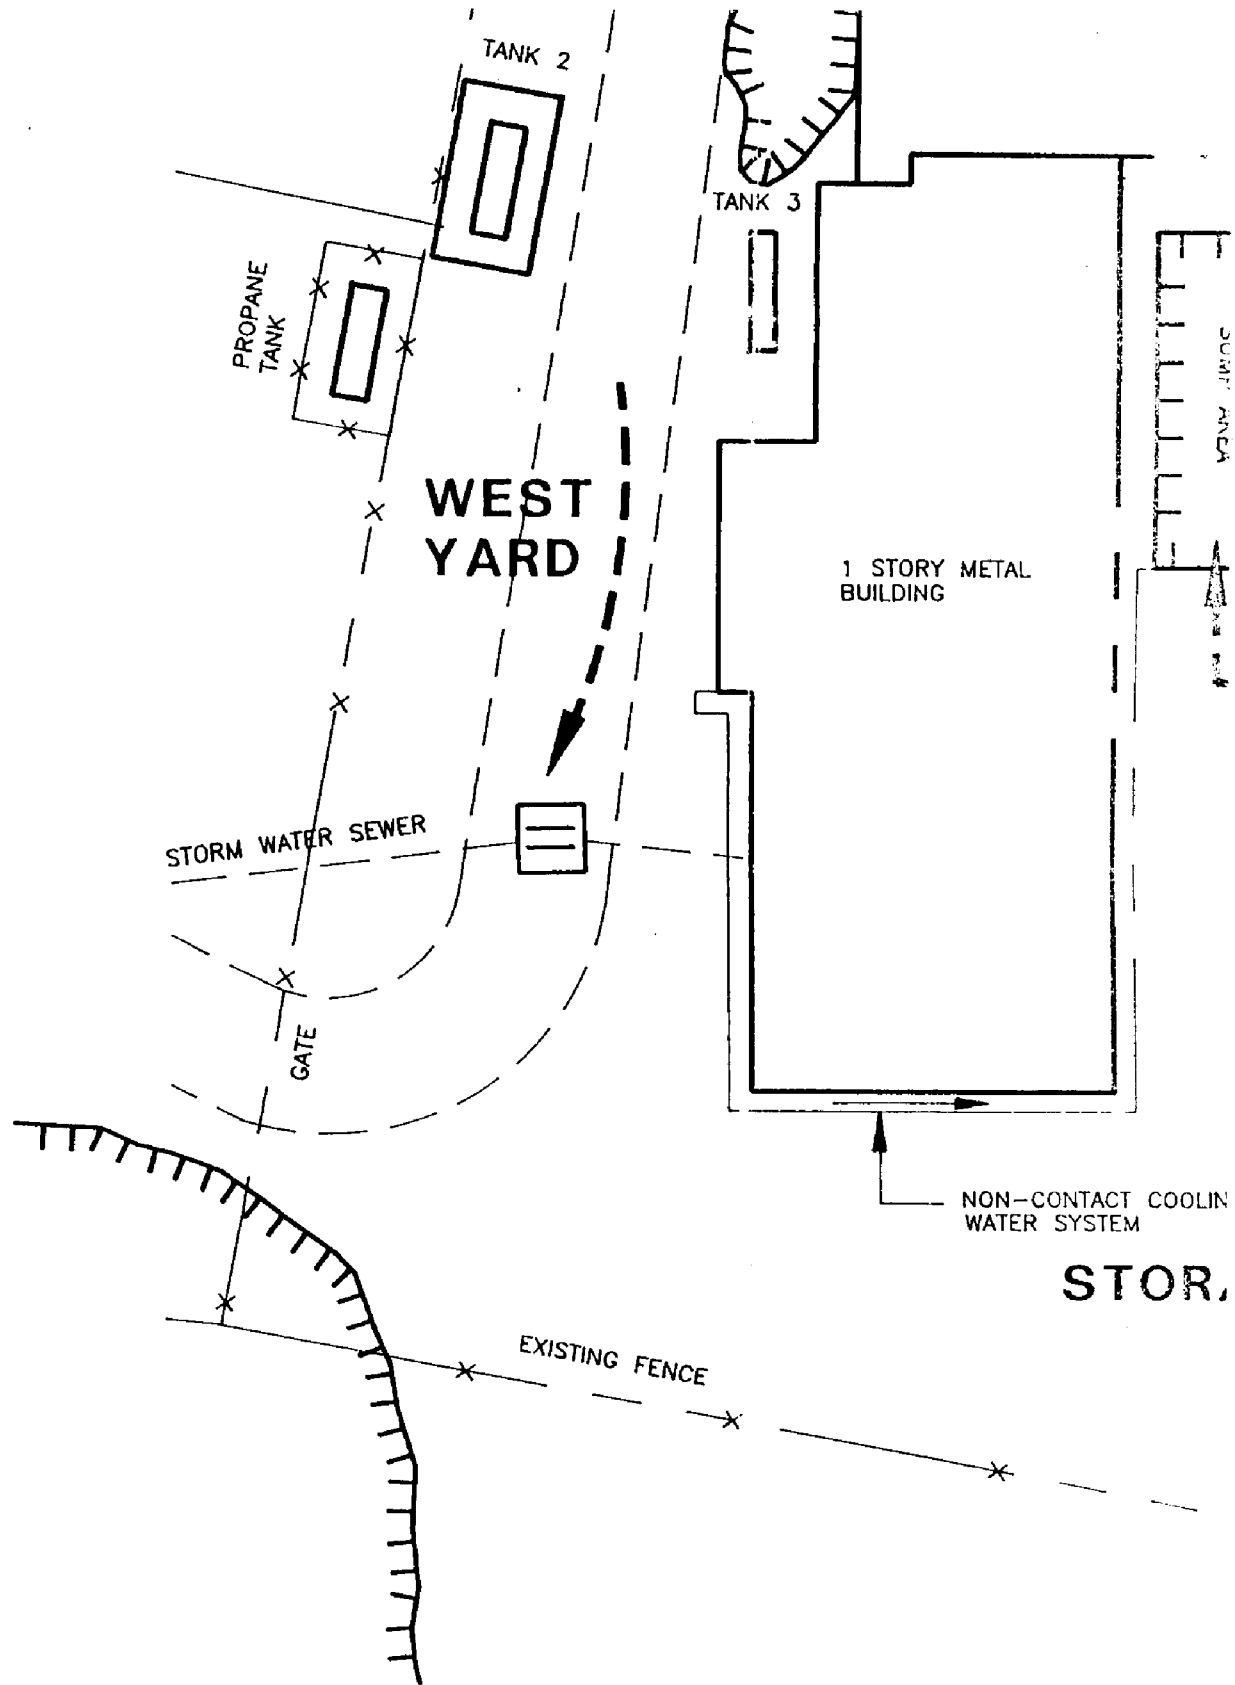 TANK 2
TANK 3
PROPANE
TANK
WEST
YARD
1 STORY METAL
BUILDING
AREA
STORM WATER SEWER
GATE
NON-CONTACT COOLIN
WATER SYSTEM
STOR
EXISTING FENCE